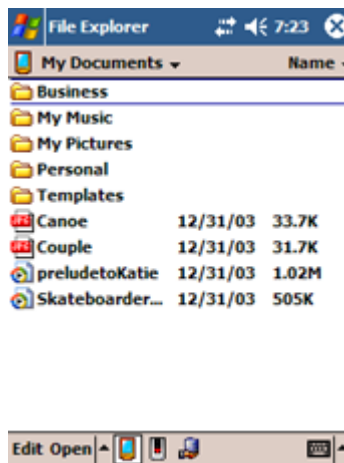 File Explorer 7:23
My Documents Name
Business
My Music
My Pictures
Personal
Templates
Canoe 12/31/03 33.7K
Couple 12/31/03 31.7K
preludetoKatie 12/31/03 1.02M
Skateboarder... 12/31/03 505K
Edit Open